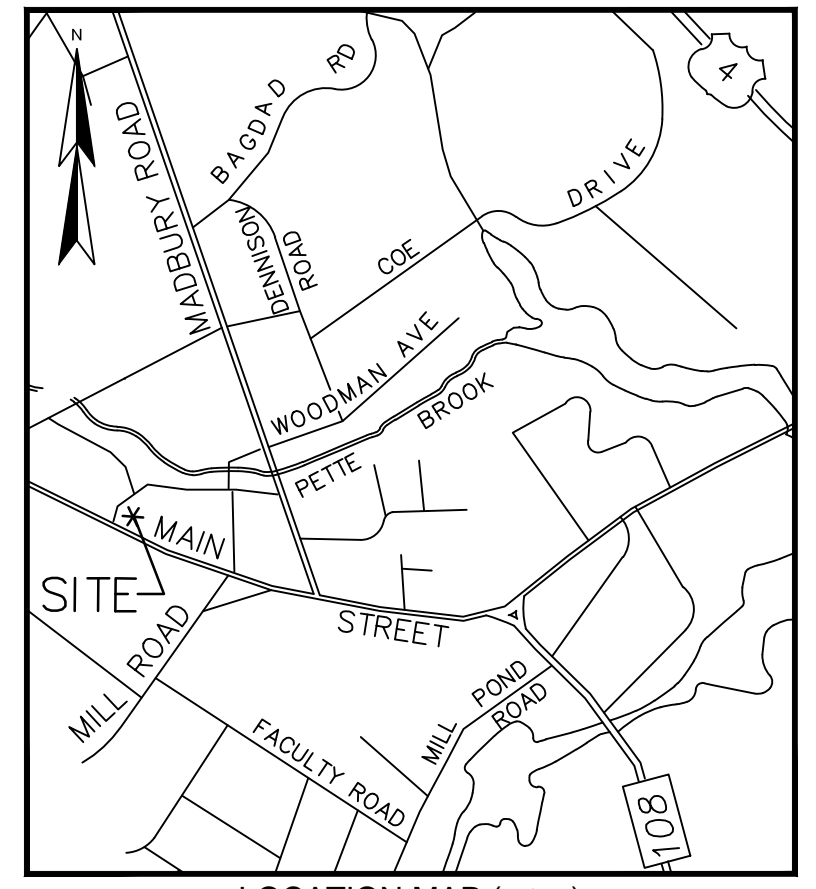 N
4
BAGDAD RD
MADBURY ROAD
DRIVE
DENNISON
ROAD
COE
WOODMAN AVE
BROOK
PETTE
MAIN
SITE
STREET
MILL ROAD
MILL POND
ROAD
FACULTY ROAD
108
LOCATION MAP